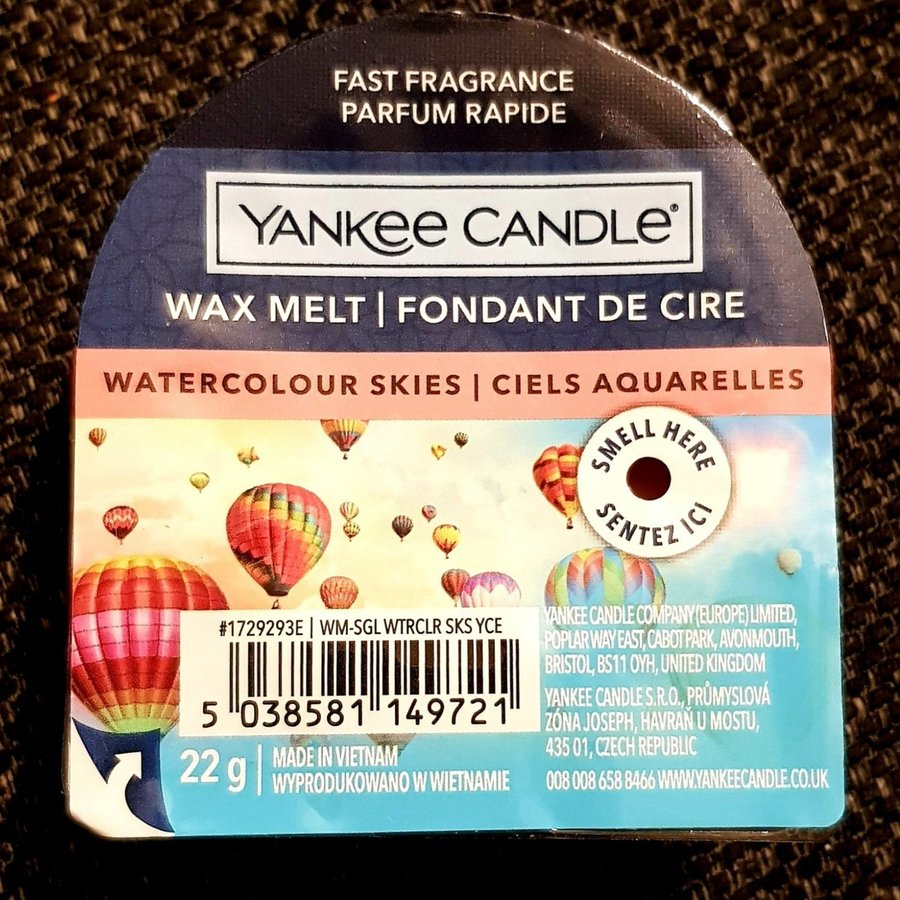 FAST FRAGRANCE
PARFUM RAPIDE
YANKEE CANDLE®
WAX MELT | FONDANT DE CIRE
WATERCOLOUR SKIES | CIELS AQUARELLES
SMELL HERE
SENTEZ ICI
#1729293E | WM-SGL WTRCLR SKS YCE
5 038581 149721
22 g | MADE IN VIETNAM
WYPRODUKOWANO W WIETNAMIE
YANKEE CANDLE COMPANY (EUROPE) LIMITED,
POPLAR WAY EAST, CABOT PARK, AVONMOUTH,
BRISTOL, BS11 0YH, UNITED KINGDOM
YANKEE CANDLE S.R.O., PRŮMYSLOVÁ
ZÓNA JOSEPH, HAVRAŇ U MOSTU,
435 01, CZECH REPUBLIC
008 008 658 8466 WWW.YANKEECANDLE.CO.UK